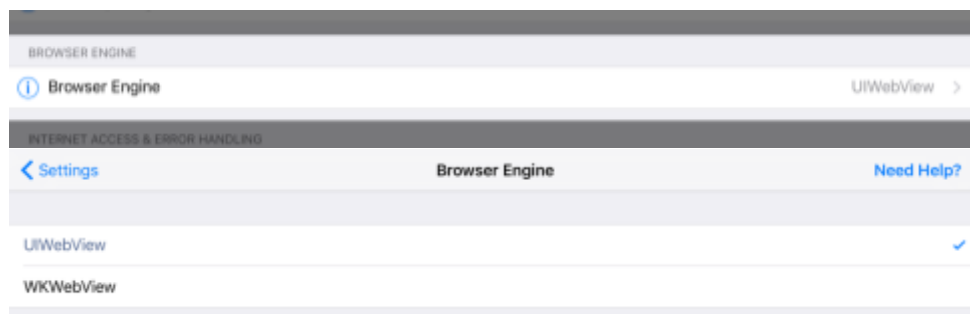 BROWSER ENGINE
Browser Engine UIWebView
INTERNET ACCESS & ERROR HANDLING
Settings Browser Engine Need Help?
UIWebView
WKWebView